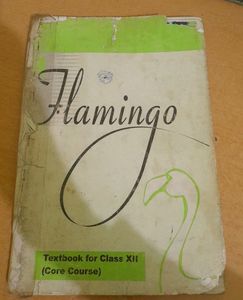 Flamingo
Textbook for Class XII
(Core Course)